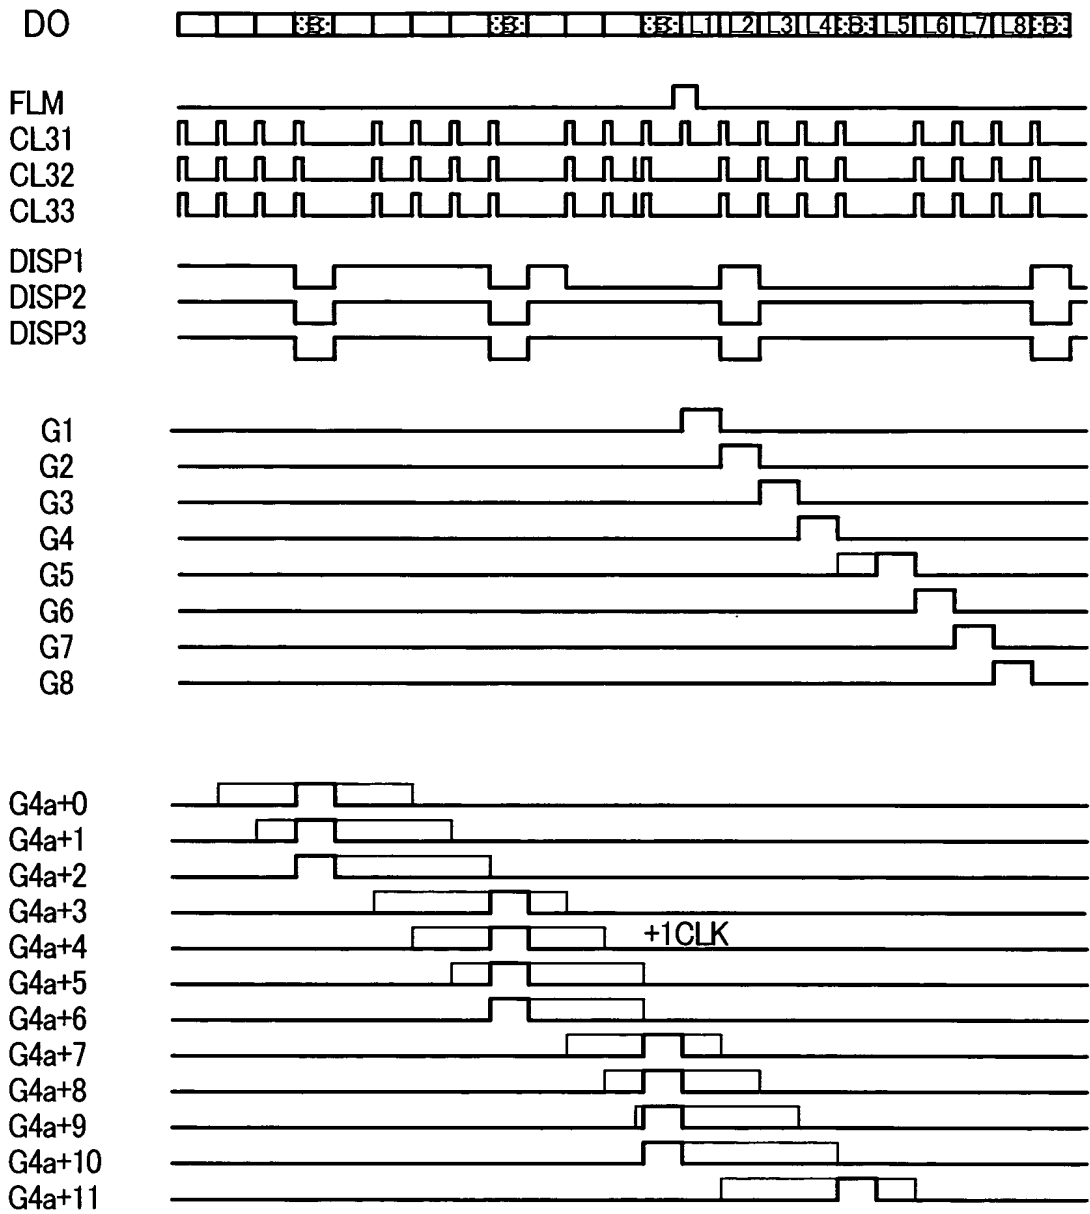 DO B B B L1 L2 L3 L4 B L5 L6 L7 L8 B
FLM
CL31
CL32
CL33
DISP1
DISP2
DISP3
G1
G2
G3
G4
G5
G6
G7
G8
G4a+0
G4a+1
G4a+2
G4a+3
G4a+4 +1CLK
G4a+5
G4a+6
G4a+7
G4a+8
G4a+9
G4a+10
G4a+11